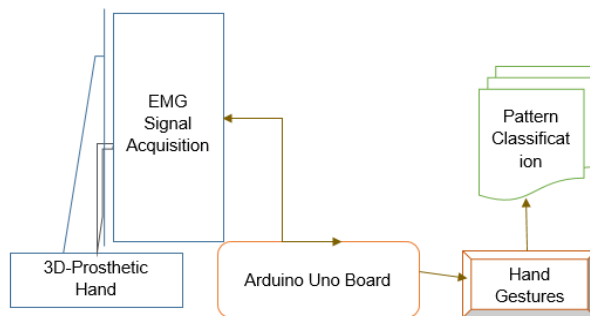 EMG
Signal
Acquisition
Pattern
Classificat
ion
3D-Prosthetic
Hand
Arduino Uno Board
Hand
Gestures